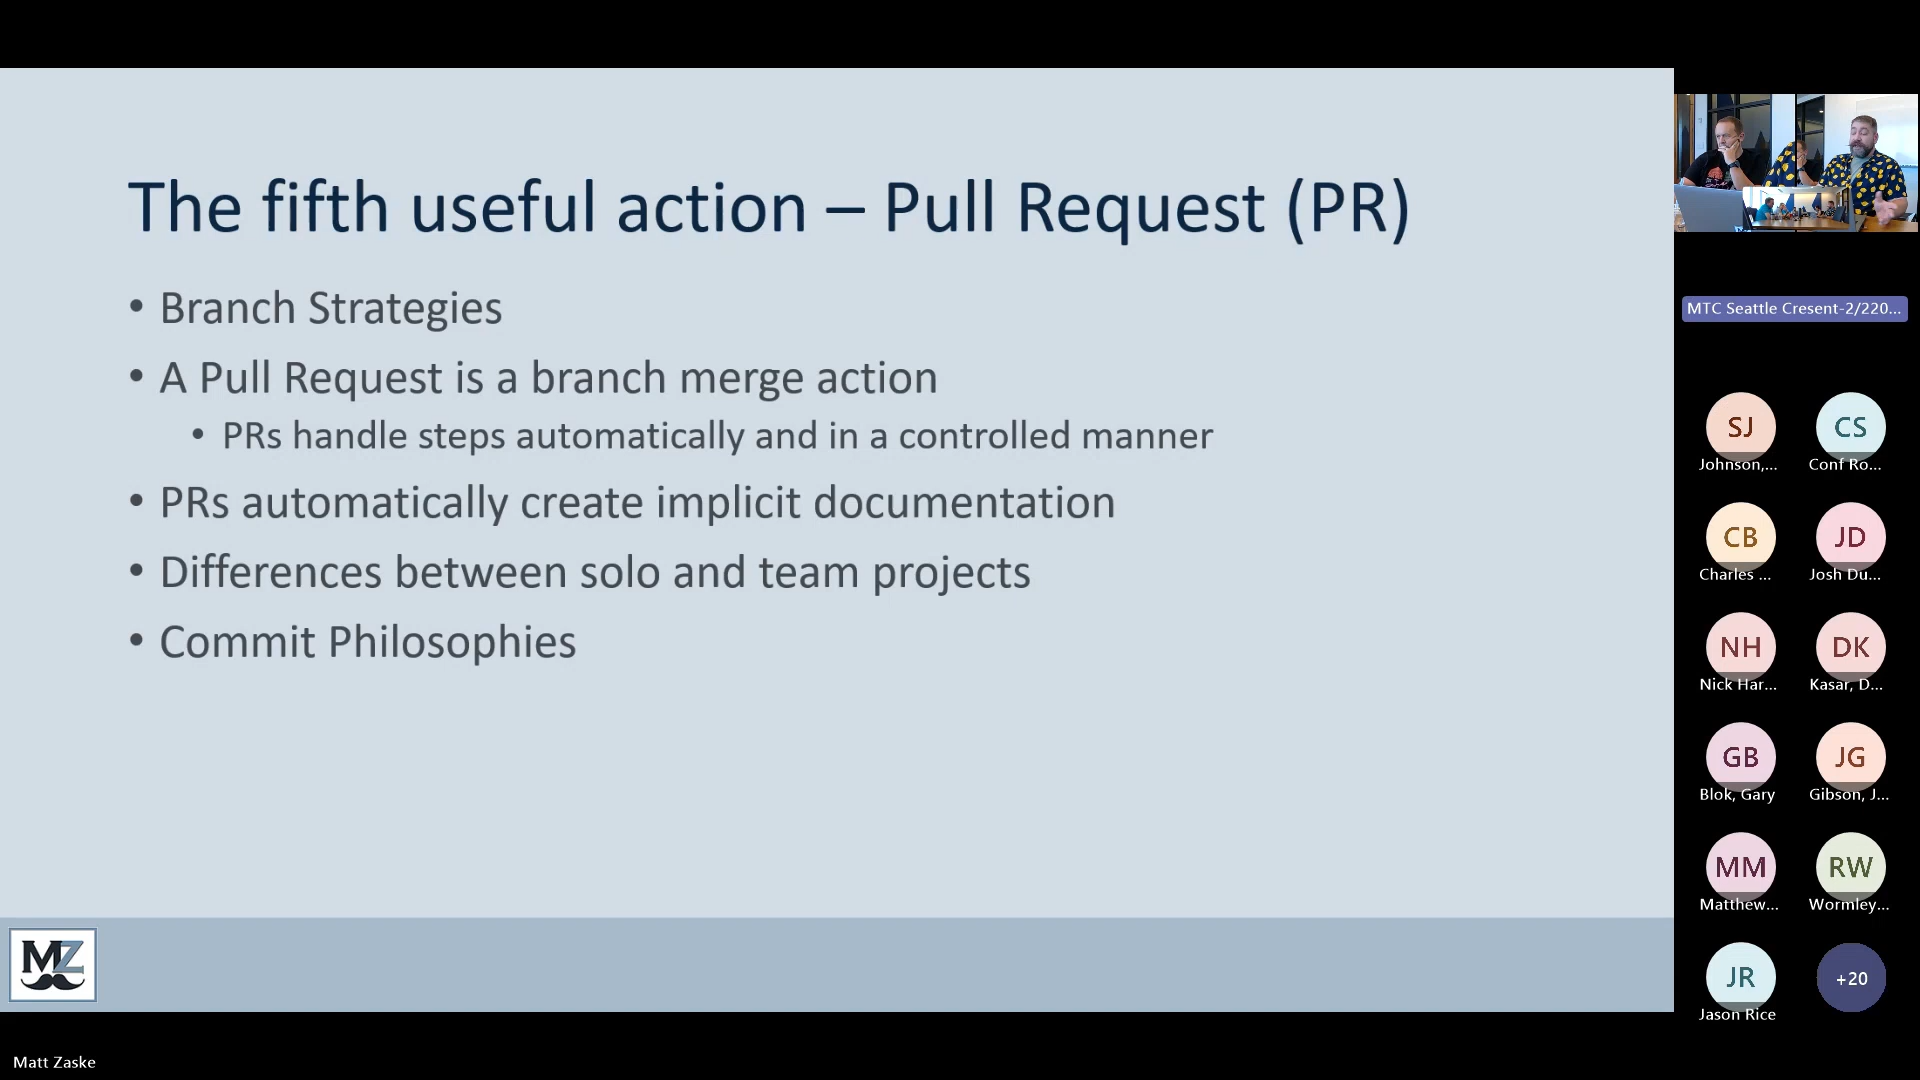 The fifth useful action – Pull Request (PR)
• Branch Strategies
• A Pull Request is a branch merge action
• PRs handle steps automatically and in a controlled manner
• PRs automatically create implicit documentation
• Differences between solo and team projects
• Commit Philosophies
MZ
Matt Zaske
MTC Seattle Cresent-2/220...
SJ
Johnson,...
CS
Conf Ro...
CB
Charles ...
JD
Josh Du...
NH
Nick Har...
DK
Kasar, D...
GB
Blok, Gary
JG
Gibson, J...
MM
Matthew...
RW
Wormley...
JR
Jason Rice
+20